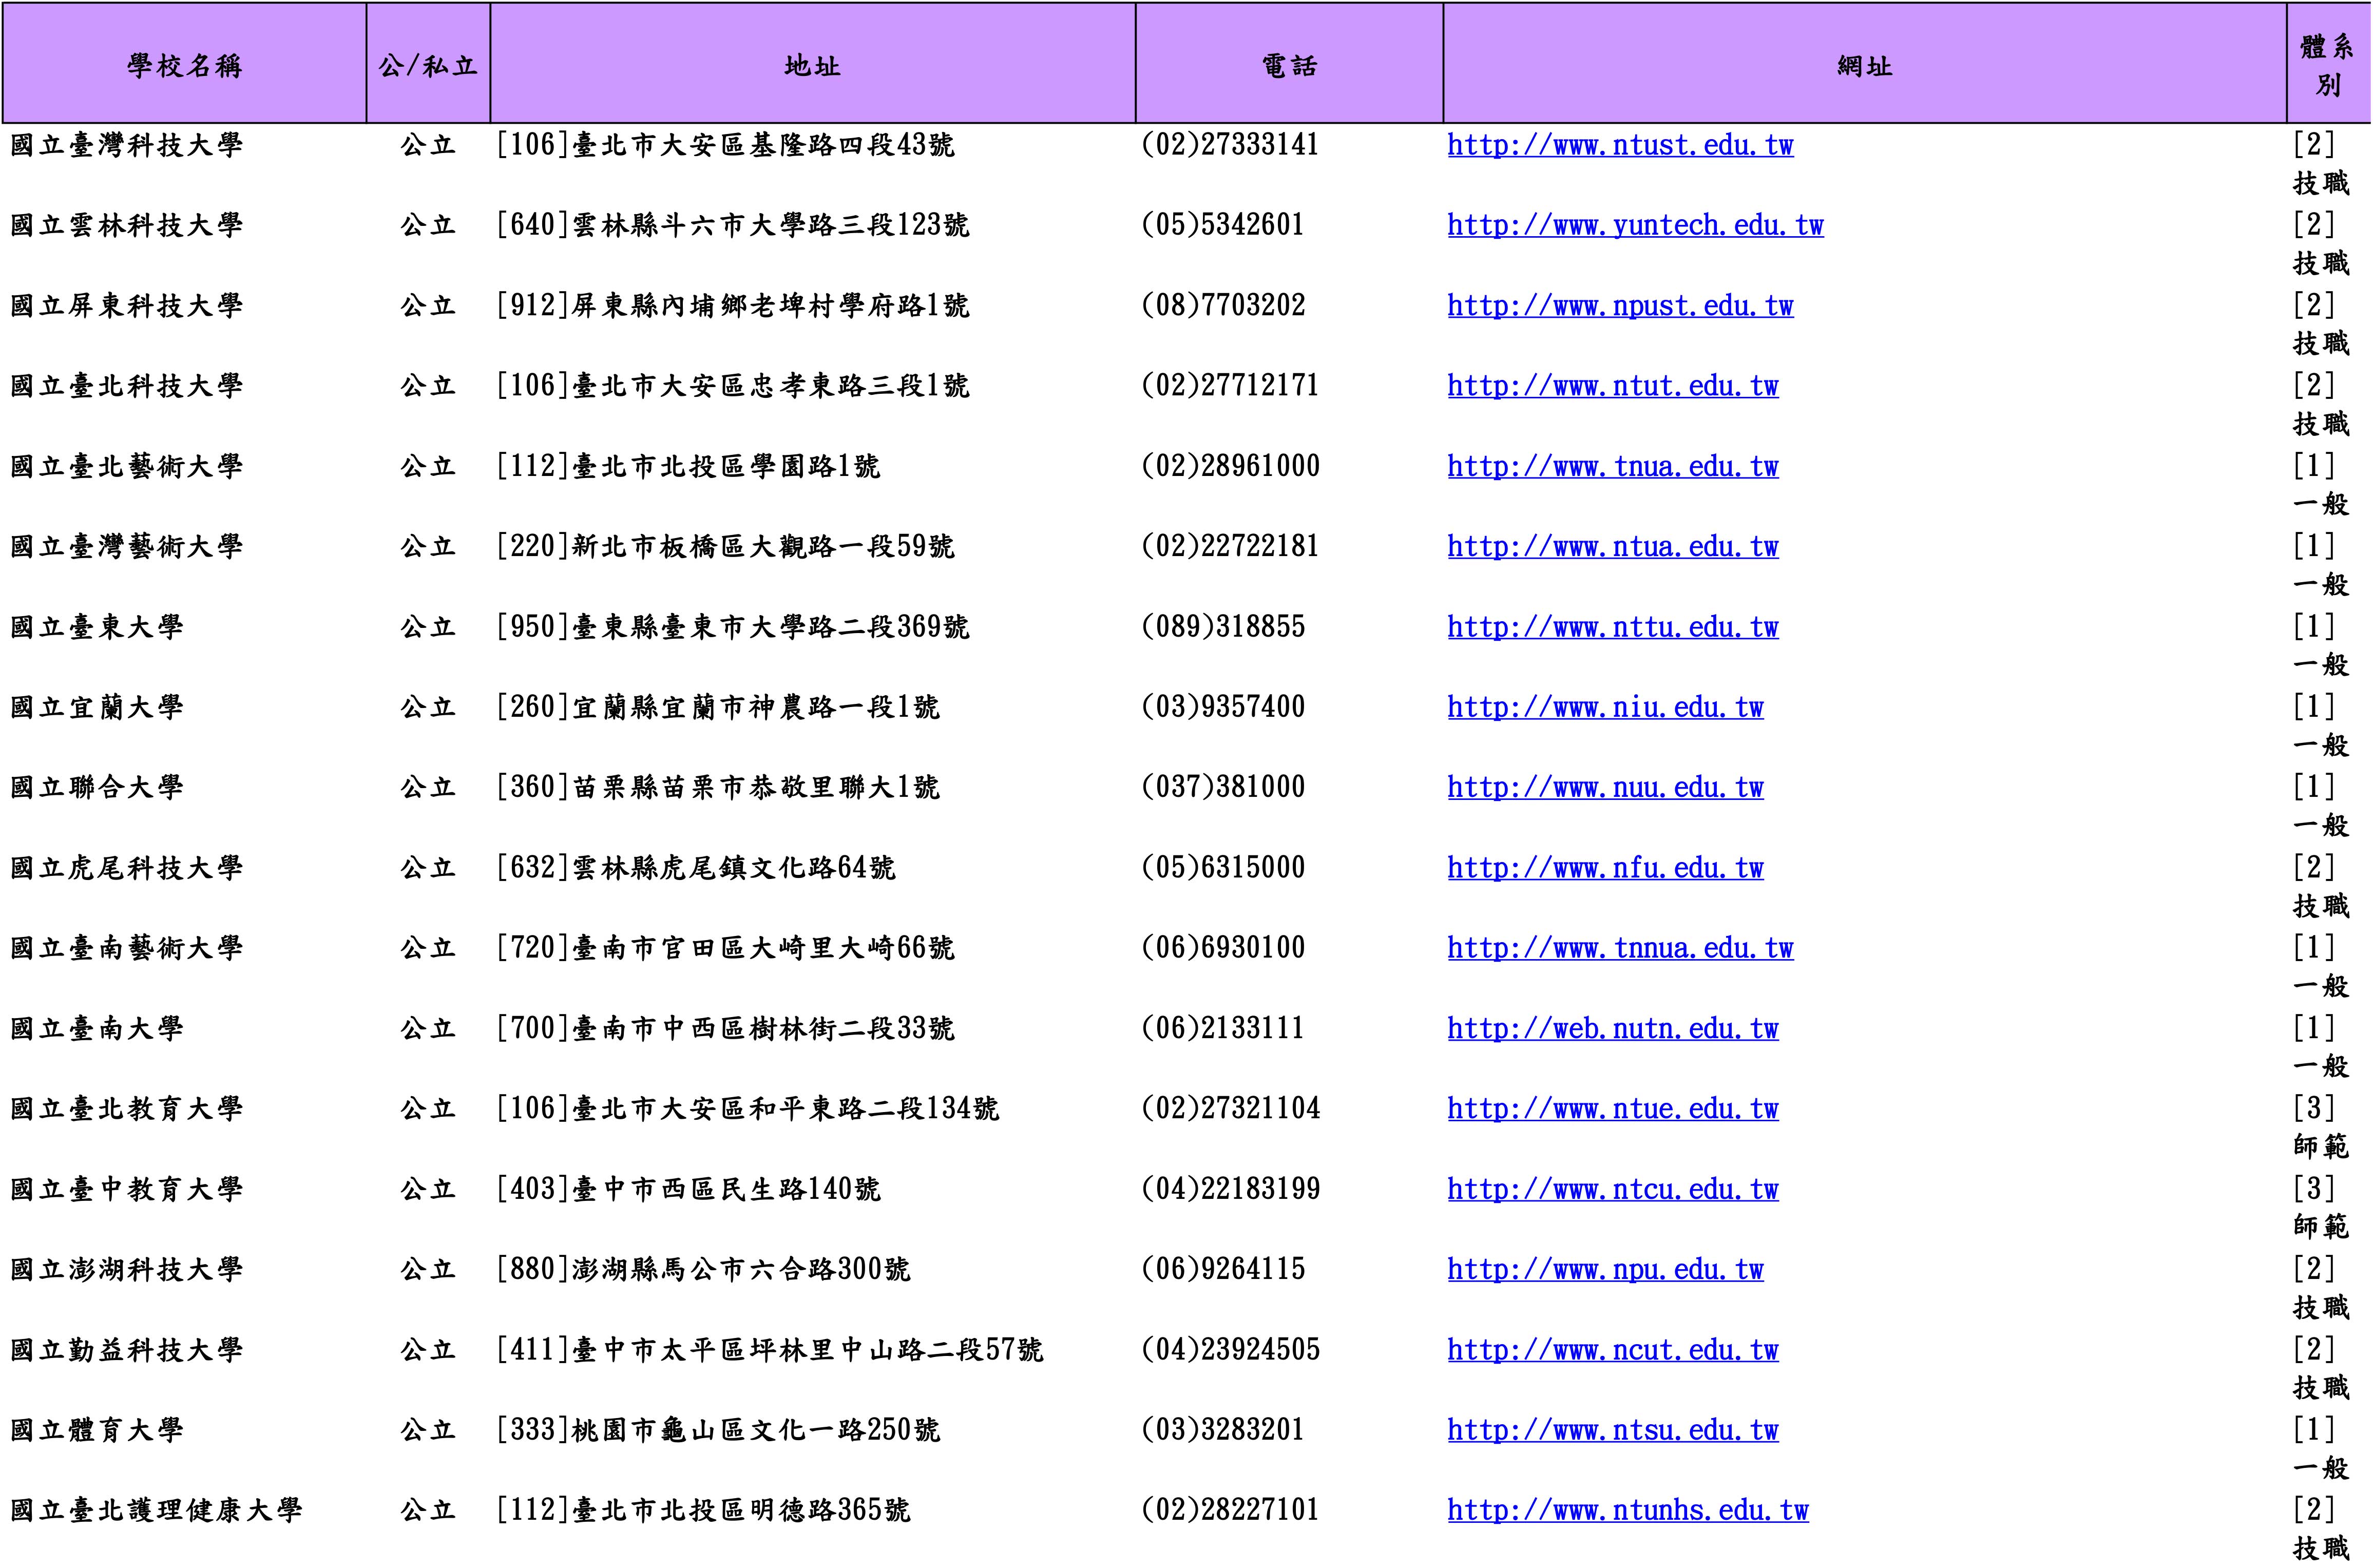 學校名稱 公/私立 地址 電話 網址 體系
別
國立臺灣科技大學 公立 [106]臺北市大安區基隆路四段43號 (02)27333141 http://www.ntust.edu.tw [2]
技職
國立雲林科技大學 公立 [640]雲林縣斗六市大學路三段123號 (05)5342601 http://www.yuntech.edu.tw [2]
技職
國立屏東科技大學 公立 [912]屏東縣內埔鄉老埤村學府路1號 (08)7703202 http://www.npust.edu.tw [2]
技職
國立臺北科技大學 公立 [106]臺北市大安區忠孝東路三段1號 (02)27712171 http://www.ntut.edu.tw [2]
技職
國立臺北藝術大學 公立 [112]臺北市北投區學園路1號 (02)28961000 http://www.tnua.edu.tw [1]
一般
國立臺灣藝術大學 公立 [220]新北市板橋區大觀路一段59號 (02)22722181 http://www.ntua.edu.tw [1]
一般
國立臺東大學 公立 [950]臺東縣臺東市大學路二段369號 (089)318855 http://www.nttu.edu.tw [1]
一般
國立宜蘭大學 公立 [260]宜蘭縣宜蘭市神農路一段1號 (03)9357400 http://www.niu.edu.tw [1]
一般
國立聯合大學 公立 [360]苗栗縣苗栗市恭敬里聯大1號 (037)381000 http://www.nuu.edu.tw [1]
一般
國立虎尾科技大學 公立 [632]雲林縣虎尾鎮文化路64號 (05)6315000 http://www.nfu.edu.tw [2]
技職
國立臺南藝術大學 公立 [720]臺南市官田區大崎里大崎66號 (06)6930100 http://www.tnnua.edu.tw [1]
一般
國立臺南大學 公立 [700]臺南市中西區樹林街二段33號 (06)2133111 http://web.nutn.edu.tw [1]
一般
國立臺北教育大學 公立 [106]臺北市大安區和平東路二段134號 (02)27321104 http://www.ntue.edu.tw [3]
師範
國立臺中教育大學 公立 [403]臺中市西區民生路140號 (04)22183199 http://www.ntcu.edu.tw [3]
師範
國立澎湖科技大學 公立 [880]澎湖縣馬公市六合路300號 (06)9264115 http://www.npu.edu.tw [2]
技職
國立勤益科技大學 公立 [411]臺中市太平區坪林里中山路二段57號 (04)23924505 http://www.ncut.edu.tw [2]
技職
國立體育大學 公立 [333]桃園市龜山區文化一路250號 (03)3283201 http://www.ntsu.edu.tw [1]
一般
國立臺北護理健康大學 公立 [112]臺北市北投區明德路365號 (02)28227101 http://www.ntunhs.edu.tw [2]
技職